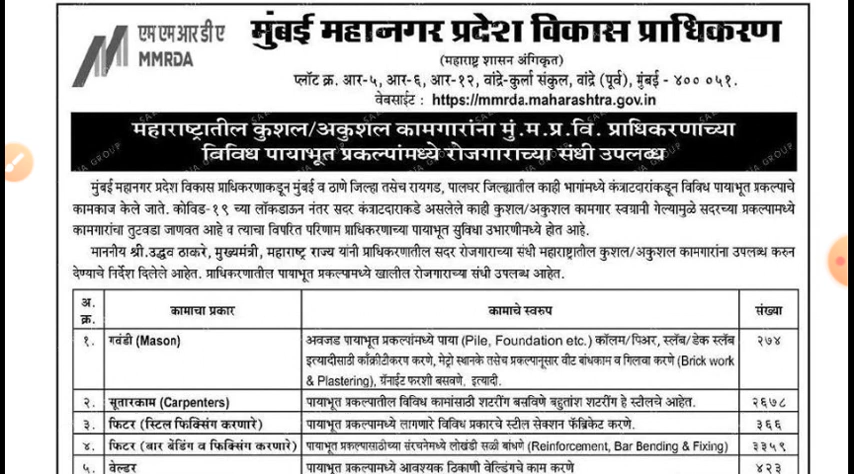 एम एम आर डी ए
MMRDA
मुंबई महानगर प्रदेश विकास प्राधिकरण
(महाराष्ट्र शासन अंगिकृत)
प्लॉट क्र. आर-५, आर-६, आर-१२, वांद्रे-कुर्ला संकुल, वांद्रे (पूर्व), मुंबई - ४०० ०५१.
वेबसाईट : https://mmrda.maharashtra.gov.in
महाराष्ट्रातील कुशल/अकुशल कामगारांना मुं.म.प्र.वि. प्राधिकरणाच्या
विविध पायाभूत प्रकल्पांमध्ये रोजगाराच्या संधी उपलब्ध
मुंबई महानगर प्रदेश विकास प्राधिकरणाकडून मुंबई व ठाणे जिल्हा तसेच रायगड, पालघर जिल्ह्यातील काही भागांमध्ये कंत्राटदारांकडून विविध पायाभूत प्रकल्पाचे
कामकाज केले जाते. कोविड-१९ च्या लॉकडाऊन नंतर सदर कंत्राटदाराकडे असलेले काही कुशल/अकुशल कामगार स्वग्रामी गेल्यामुळे सदरच्या प्रकल्पामध्ये
कामगारांचा तुटवडा जाणवत आहे व त्याचा विपरित परिणाम प्राधिकरणाच्या पायाभूत सुविधा उभारणीमध्ये होत आहे.
माननीय श्री.उद्धव ठाकरे, मुख्यमंत्री, महाराष्ट्र राज्य यांनी प्राधिकरणातील सदर रोजगाराच्या संधी महाराष्ट्रातील कुशल/अकुशल कामगारांना उपलब्ध करुन
देण्याचे निर्देश दिलेले आहेत. प्राधिकरणातील पायाभूत प्रकल्पामध्ये खालील रोजगाराच्या संधी उपलब्ध आहेत.
अ. क्र. कामाचा प्रकार कामाचे स्वरुप संख्या
१. गवंडी (Mason) अवजड पायाभूत प्रकल्पांमध्ये पाया (Pile, Foundation etc.) कॉलम/पिअर, स्लॅब/डेक स्लॅब २७४
इत्यादीसाठी काँक्रीटीकरण करणे, मेट्रो स्थानके तसेच प्रकल्पानुसार वीट बांधकाम व गिलवा करणे (Brick work
& Plastering), ग्रॅनाईट फरशी बसवणे, इत्यादी.
२. सूतारकाम (Carpenters) पायाभूत प्रकल्पातील विविध कामांसाठी शटरींग बसविणे बहुतांश शटरींग हे स्टीलचे आहेत. २६७८
३. फिटर (स्टिल फिक्सिंग करणारे) पायाभूत प्रकल्पामध्ये लागणारे विविध प्रकारचे स्टील सेक्शन फॅब्रिकेट करणे. ३६६
४. फिटर (बार बेंडिंग व फिक्सिंग करणारे) पायाभूत प्रकल्पासाठीच्या संरचनेमध्ये लोखंडी सळी बांधणे (Reinforcement, Bar Bending & Fixing) ३३५९
५. वेल्डर पायाभूत प्रकल्पामध्ये आवश्यक ठिकाणी वेल्डिंगचे काम करणे ४२३